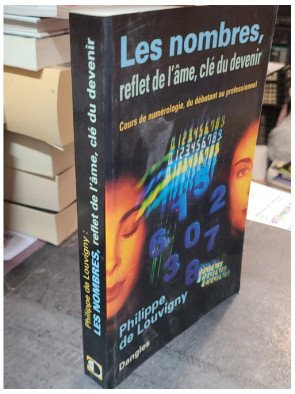 Les nombres,
reflet de l'âme, clé du devenir
Cours de numérologie, du débutant au professionnel
Philippe
de Louvigny
Dangles
Philippe de Louvigny :
LES NOMBRES, reflet de l'âme, clé du devenir